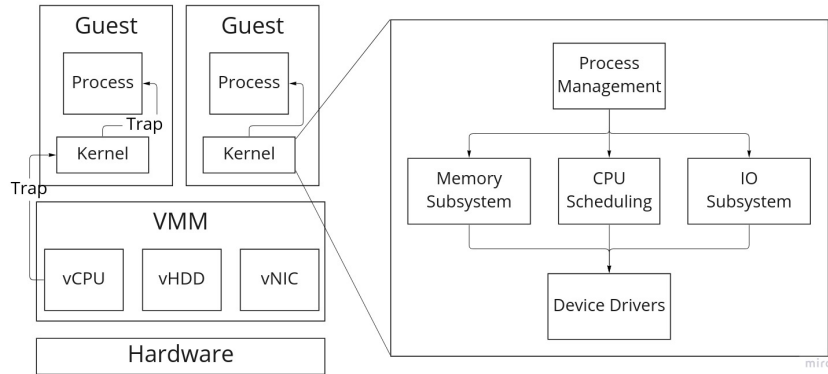 Guest
Process
Trap
Kernel
Trap
Guest
Process
Kernel
VMM
vCPU
vHDD
vNIC
Hardware
Process
Management
Memory
Subsystem
CPU
Scheduling
IO
Subsystem
Device Drivers